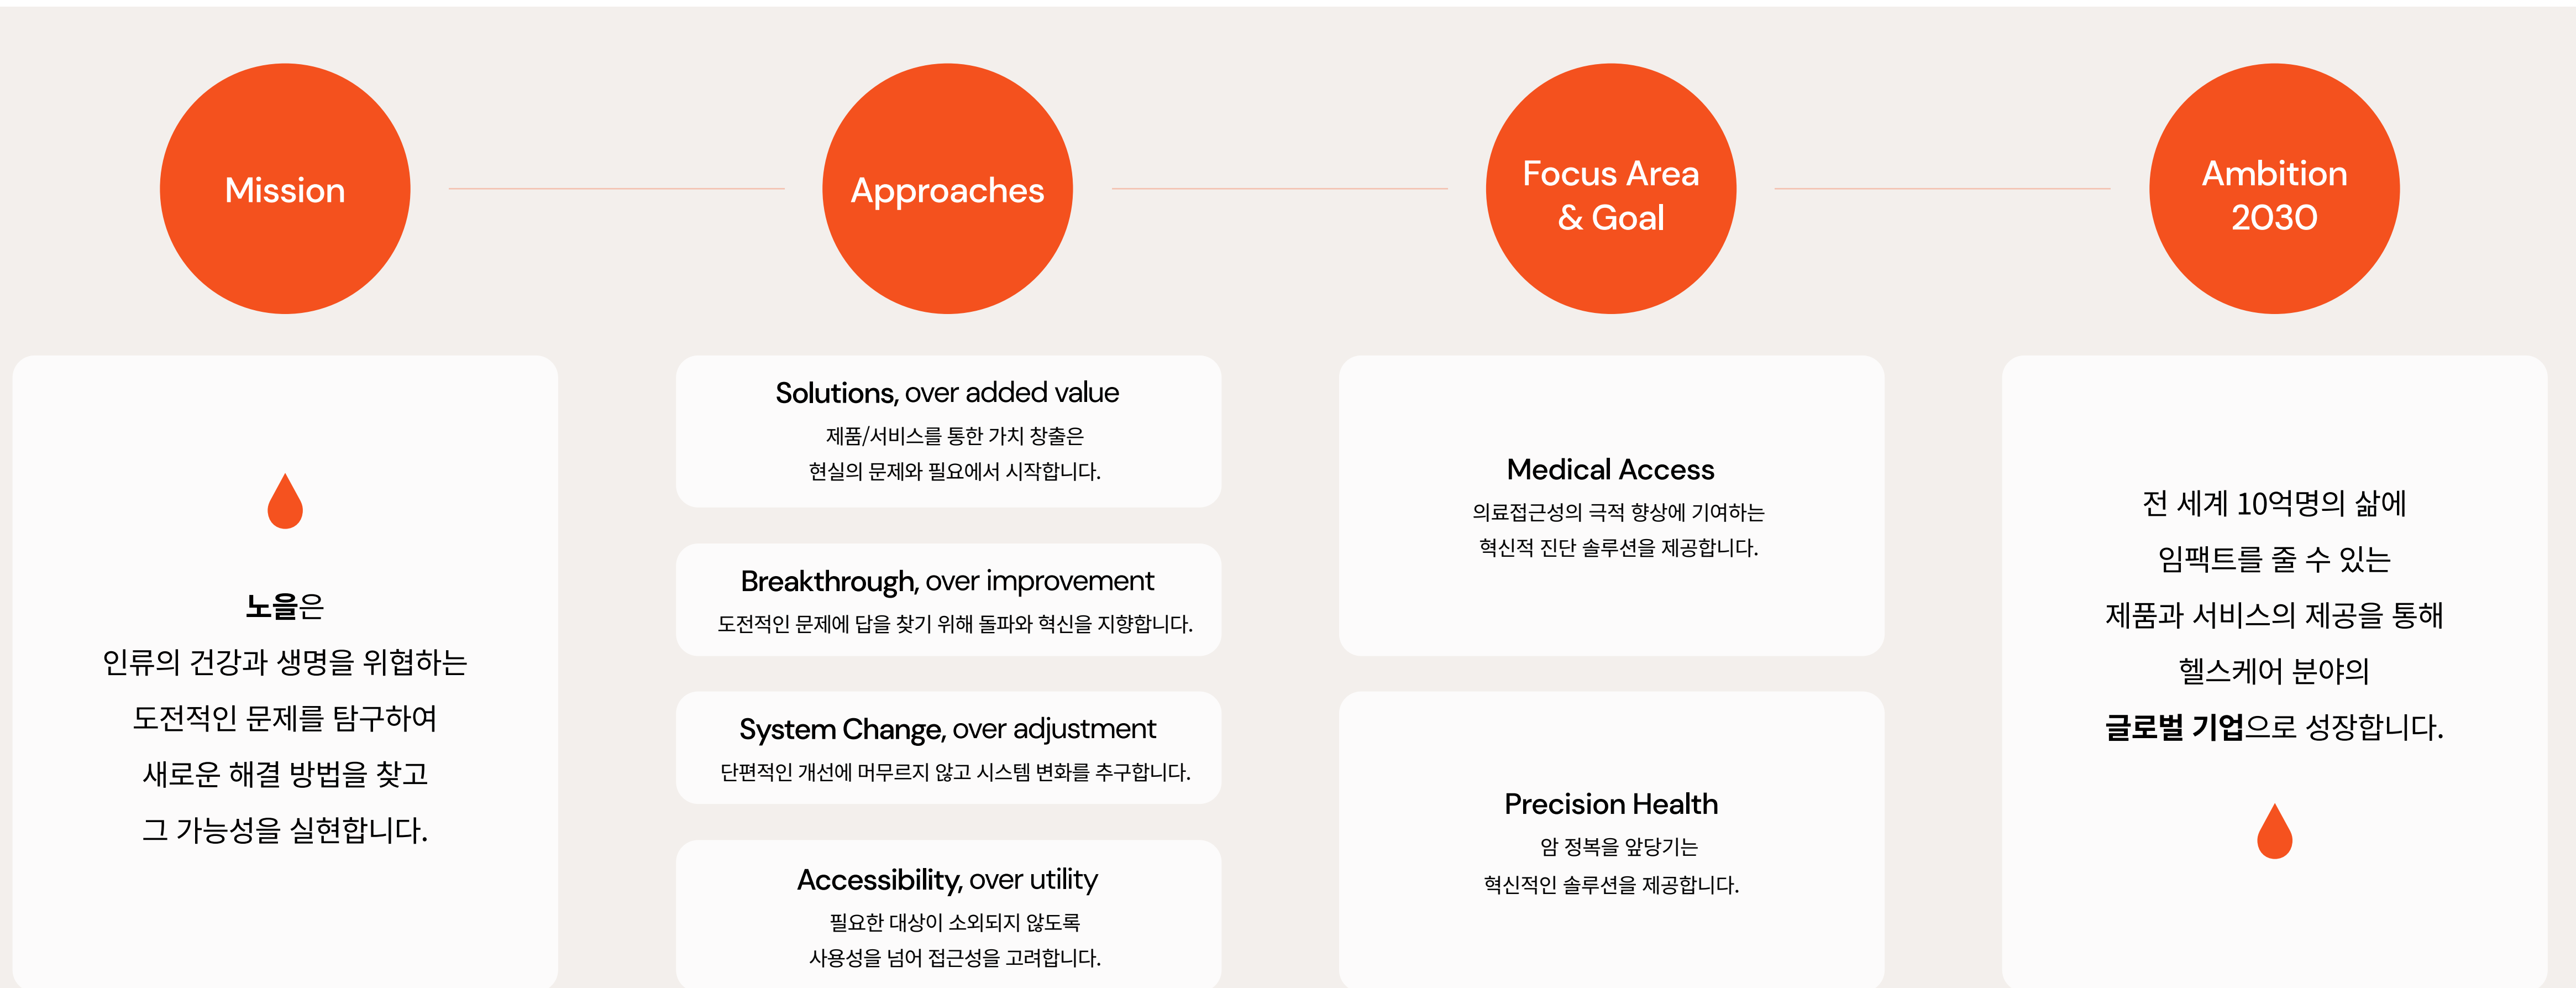 Mission
노을은
인류의 건강과 생명을 위협하는
도전적인 문제를 탐구하여
새로운 해결 방법을 찾고
그 가능성을 실현합니다.
Approaches
Solutions, over added value
제품/서비스를 통한 가치 창출은
현실의 문제와 필요에서 시작합니다.
Breakthrough, over improvement
도전적인 문제에 답을 찾기 위해 돌파와 혁신을 지향합니다.
System Change, over adjustment
단편적인 개선에 머무르지 않고 시스템 변화를 추구합니다.
Accessibility, over utility
필요한 대상이 소외되지 않도록
사용성을 넘어 접근성을 고려합니다.
Focus Area
& Goal
Medical Access
의료접근성의 극적 향상에 기여하는
혁신적 진단 솔루션을 제공합니다.
Precision Health
암 정복을 앞당기는
혁신적인 솔루션을 제공합니다.
Ambition
2030
전 세계 10억명의 삶에
임팩트를 줄 수 있는
제품과 서비스의 제공을 통해
헬스케어 분야의
글로벌 기업으로 성장합니다.